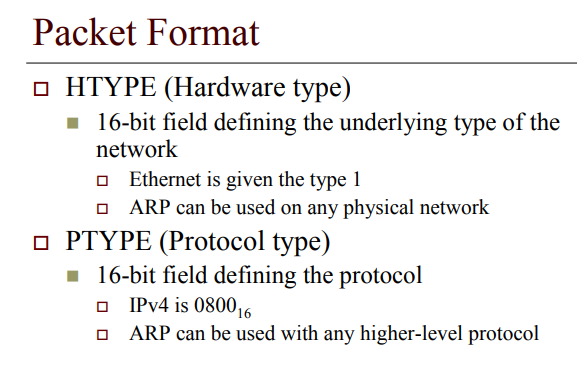 Packet Format
HTYPE (Hardware type)
16-bit field defining the underlying type of the
network
Ethernet is given the type 1
ARP can be used on any physical network
PTYPE (Protocol type)
16-bit field defining the protocol
IPv4 is 0800₁₆
ARP can be used with any higher-level protocol